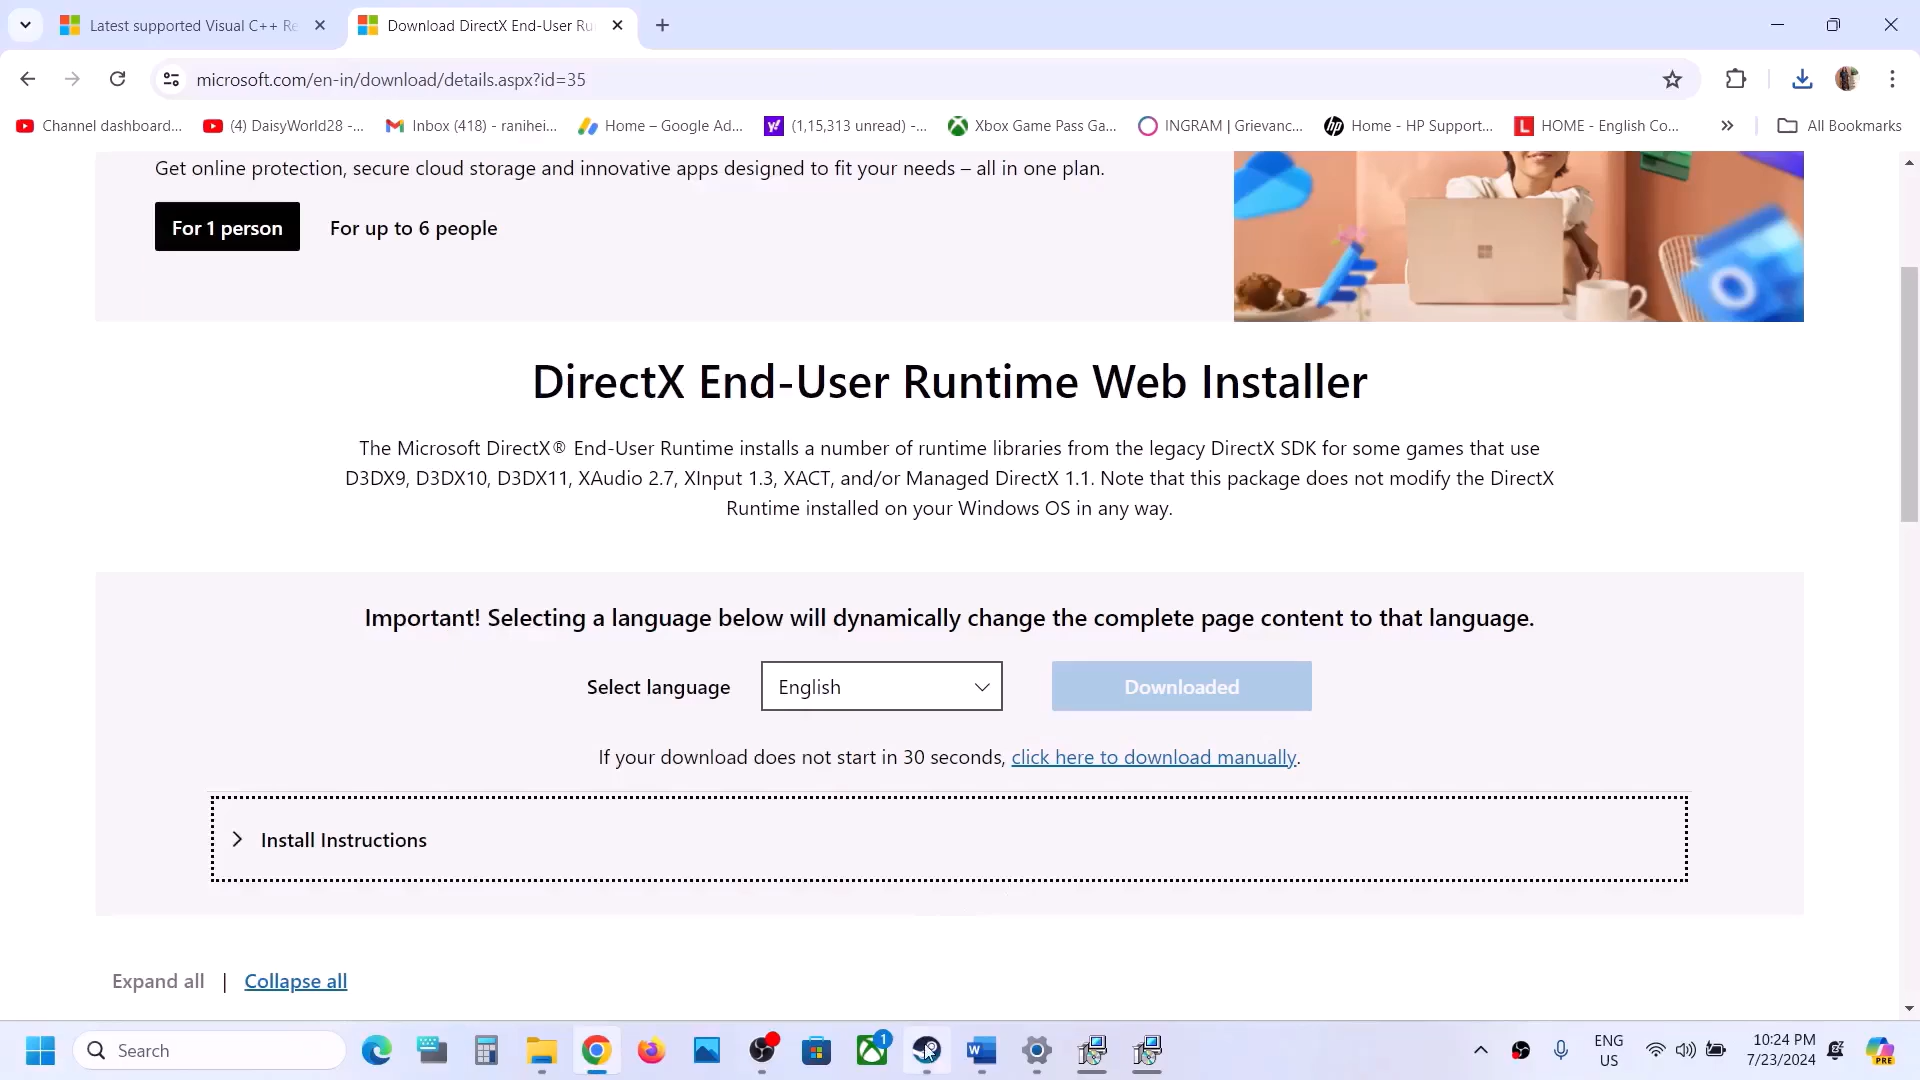 Latest supported Visual C++ Re
Download DirectX End-User Ru
microsoft.com/en-in/download/details.aspx?id=35
Channel dashboard...
(4) DaisyWorld28 -...
Inbox (418) - ranihei...
Home – Google Ad...
(1,15,313 unread) -...
Xbox Game Pass Ga...
INGRAM | Grievanc...
Home - HP Support...
HOME - English Co...
All Bookmarks
Get online protection, secure cloud storage and innovative apps designed to fit your needs – all in one plan.
For 1 person
For up to 6 people
DirectX End-User Runtime Web Installer
The Microsoft DirectX® End-User Runtime installs a number of runtime libraries from the legacy DirectX SDK for some games that use
D3DX9, D3DX10, D3DX11, XAudio 2.7, XInput 1.3, XACT, and/or Managed DirectX 1.1. Note that this package does not modify the DirectX
Runtime installed on your Windows OS in any way.
Important! Selecting a language below will dynamically change the complete page content to that language.
Select language
English
Downloaded
If your download does not start in 30 seconds, click here to download manually.
Install Instructions
Expand all | Collapse all
Search
1
ENG
US
10:24 PM
7/23/2024
PRE